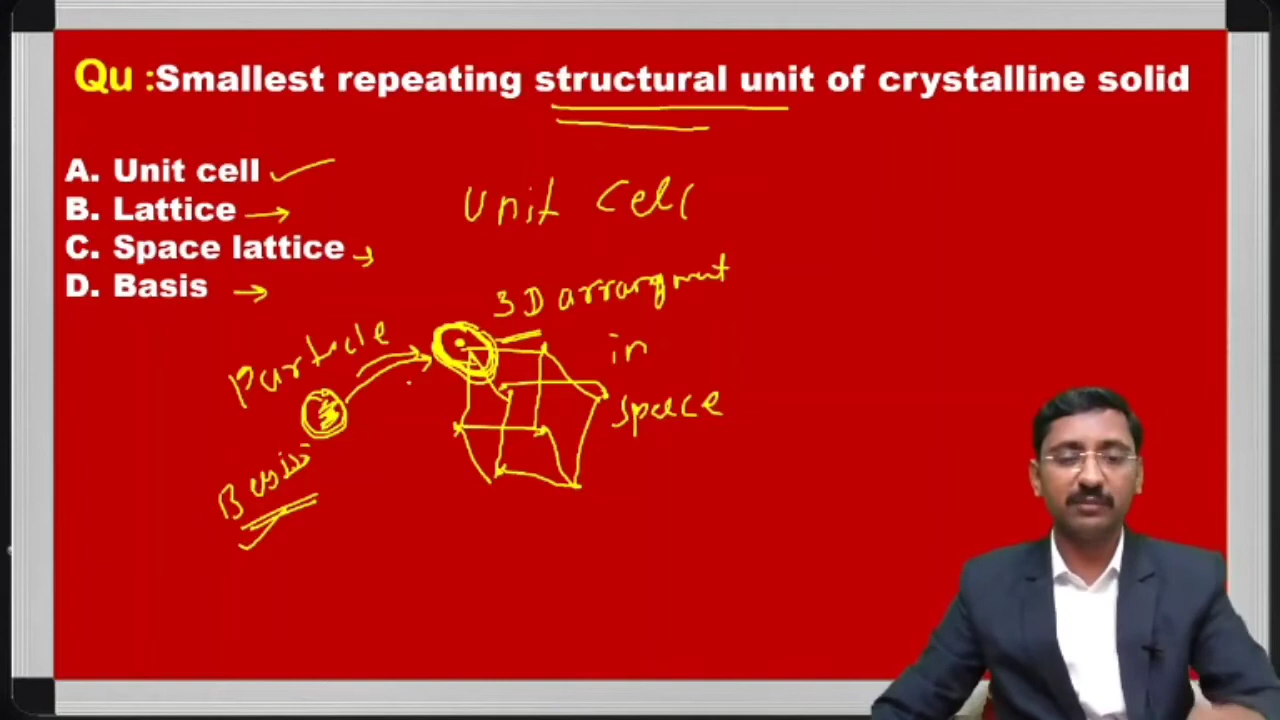 Qu :Smallest repeating structural unit of crystalline solid
A. Unit cell
B. Lattice
C. Space lattice
D. Basis
Unit cell
3D arrangment
in
space
Particle
Basis